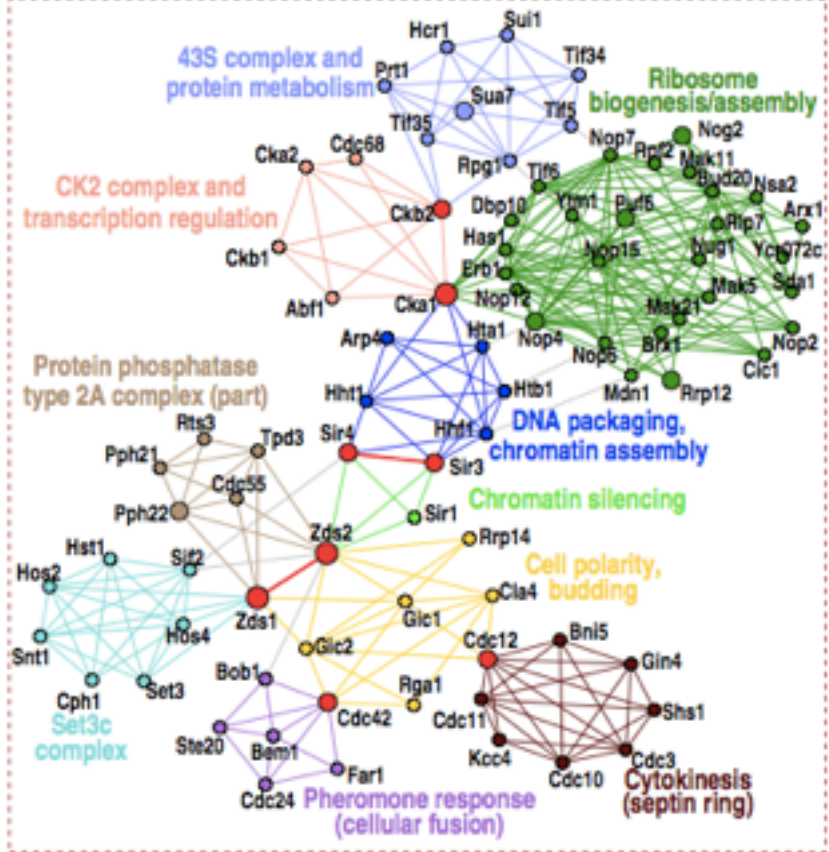 Sui1
Hcr1
43S complex and
protein metabolism
Tif34
Prt1
Sua7
Ribosome
biogenesis/assembly
Tif5
Tif35
Nog2
Nop7
Rpf2
Mak11
Cdc68
Cka2
Rpg1
Tif6
Bud20
Nsa2
CK2 complex and
transcription regulation
Ckb2
Dbp10
Ytm1
Puf6
Arx1
Rlp7
Has1
Nop15
Nug1
Ycr072c
Ckb1
Erb1
Mak5
Sda1
Abf1
Cka1
Nop12
Mak21
Arp4
Hta1
Nop4
Nop6
Brx1
Nop2
Cic1
Protein phosphatase
type 2A complex (part)
Hht1
Htb1
Mdn1
Rrp12
Rts3
Tpd3
Sir4
Hhf1
DNA packaging,
chromatin assembly
Pph21
Sir3
Cdc55
Chromatin silencing
Pph22
Sir1
Zds2
Rrp14
Hst1
Sif2
Cell polarity,
budding
Hos2
Cla4
Zds1
Gic1
Hos4
Cdc12
Bni5
Snt1
Gic2
Gin4
Bob1
Cph1
Set3
Rga1
Shs1
Set3c
complex
Cdc42
Cdc11
Ste20
Bem1
Kcc4
Cdc3
Far1
Cdc10
Cdc24
Cytokinesis
(septin ring)
Pheromone response
(cellular fusion)